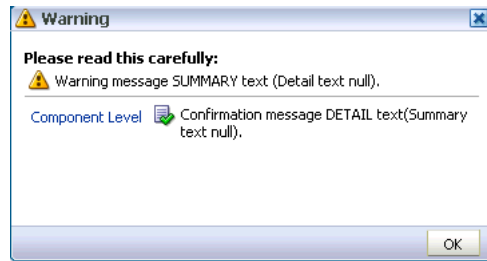 Warning
Please read this carefully:
Warning message SUMMARY text (Detail text null).
Component Level Confirmation message DETAIL text(Summary
text null).
OK